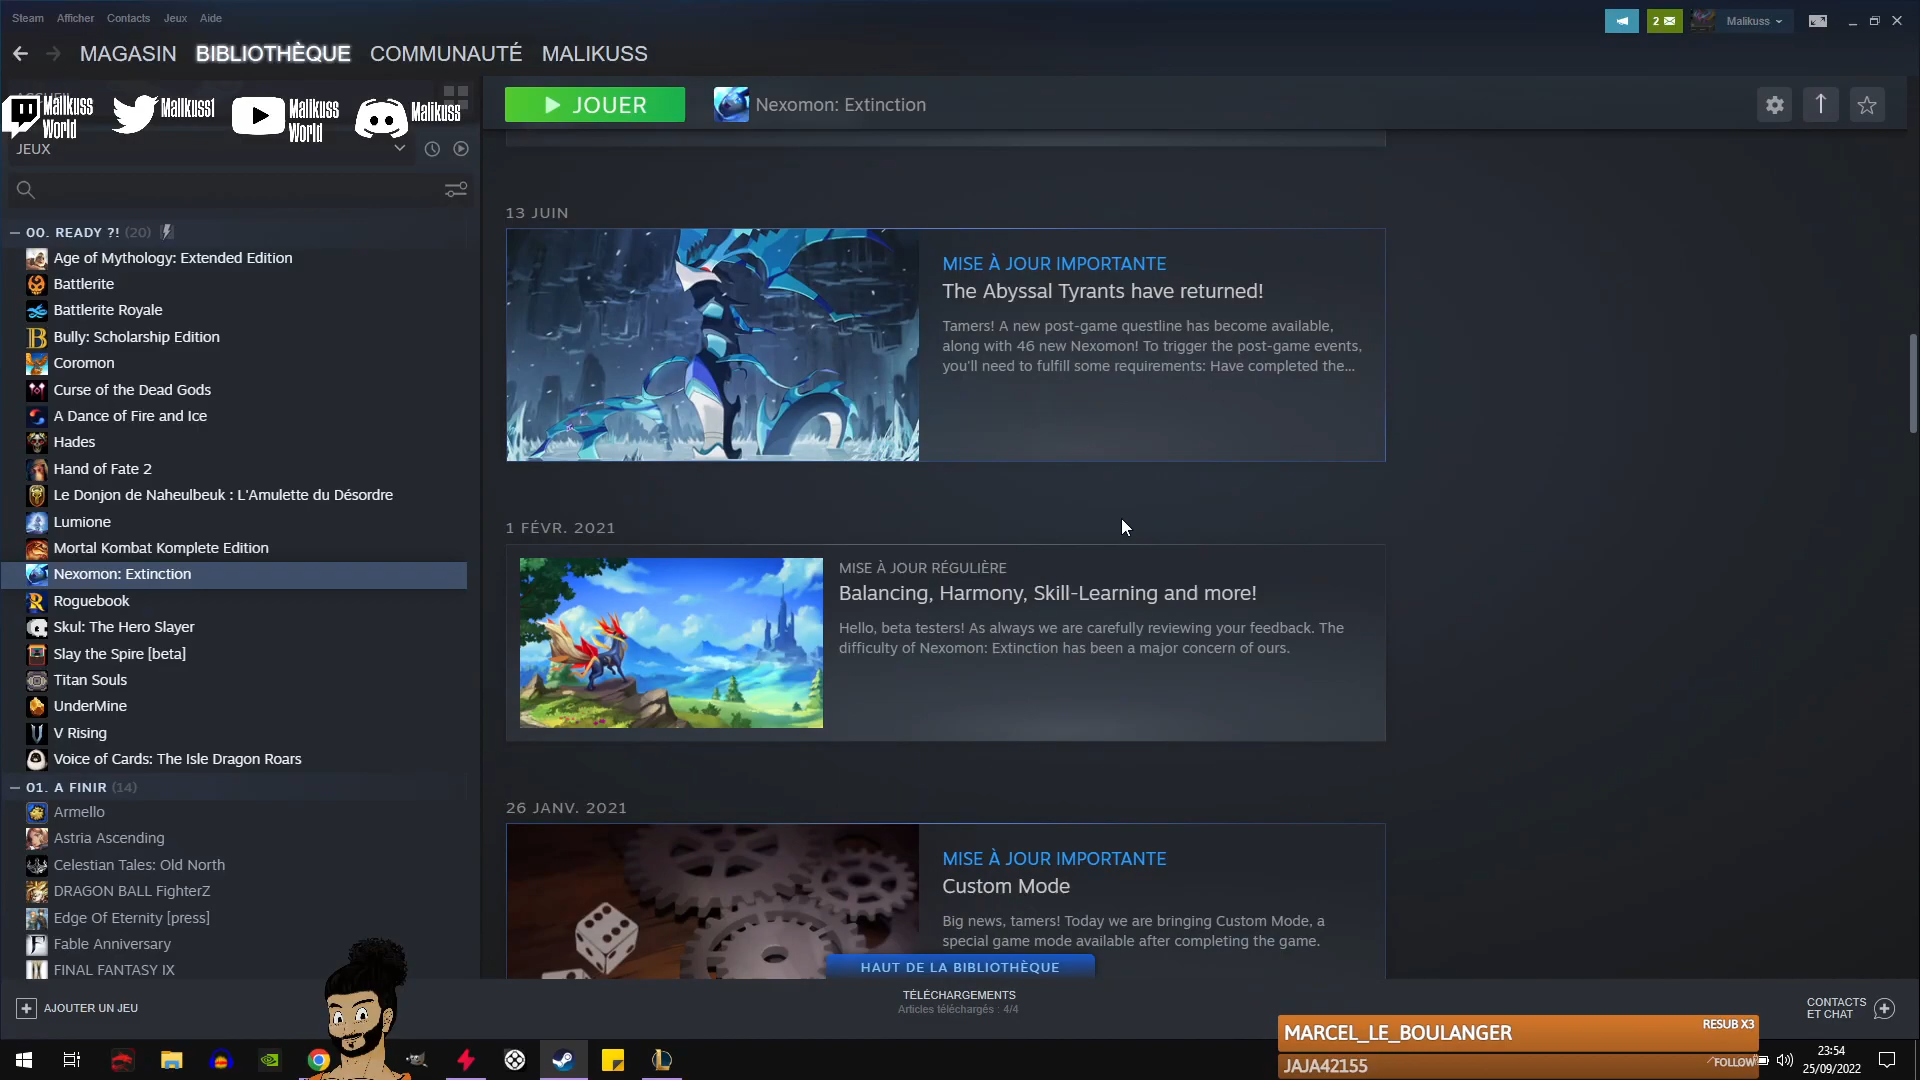 Steam Afficher Contacts Jeux Aide
2
Malikuss
MAGASIN BIBLIOTHÈQUE COMMUNAUTÉ MALIKUSS
Malikuss World
Malikuss1
Malikuss World
Malikuss
JOUER
Nexomon: Extinction
JEUX
00. READY ?! (20)
Age of Mythology: Extended Edition
Battlerite
Battlerite Royale
Bully: Scholarship Edition
Coromon
Curse of the Dead Gods
A Dance of Fire and Ice
Hades
Hand of Fate 2
Le Donjon de Naheulbeuk : L'Amulette du Désordre
Lumione
Mortal Kombat Komplete Edition
Nexomon: Extinction
Roguebook
Skul: The Hero Slayer
Slay the Spire [beta]
Titan Souls
UnderMine
V Rising
Voice of Cards: The Isle Dragon Roars
01. A FINIR (14)
Armello
Astria Ascending
Celestian Tales: Old North
DRAGON BALL FighterZ
Edge Of Eternity [press]
Fable Anniversary
FINAL FANTASY IX
AJOUTER UN JEU
13 JUIN
MISE À JOUR IMPORTANTE
The Abyssal Tyrants have returned!
Tamers! A new post-game questline has become available,
along with 46 new Nexomon! To trigger the post-game events,
you'll need to fulfill some requirements: Have completed the...
1 FÉVR. 2021
MISE À JOUR RÉGULIÈRE
Balancing, Harmony, Skill-Learning and more!
Hello, beta testers! As always we are carefully reviewing your feedback. The
difficulty of Nexomon: Extinction has been a major concern of ours.
26 JANV. 2021
MISE À JOUR IMPORTANTE
Custom Mode
Big news, tamers! Today we are bringing Custom Mode, a
special game mode available after completing the game.
HAUT DE LA BIBLIOTHÈQUE
TÉLÉCHARGEMENTS
Articles téléchargés : 4/4
CONTACTS
ET CHAT
MARCEL_LE_BOULANGER
RESUB X3
JAJA42155
FOLLOW
23:54
25/09/2022